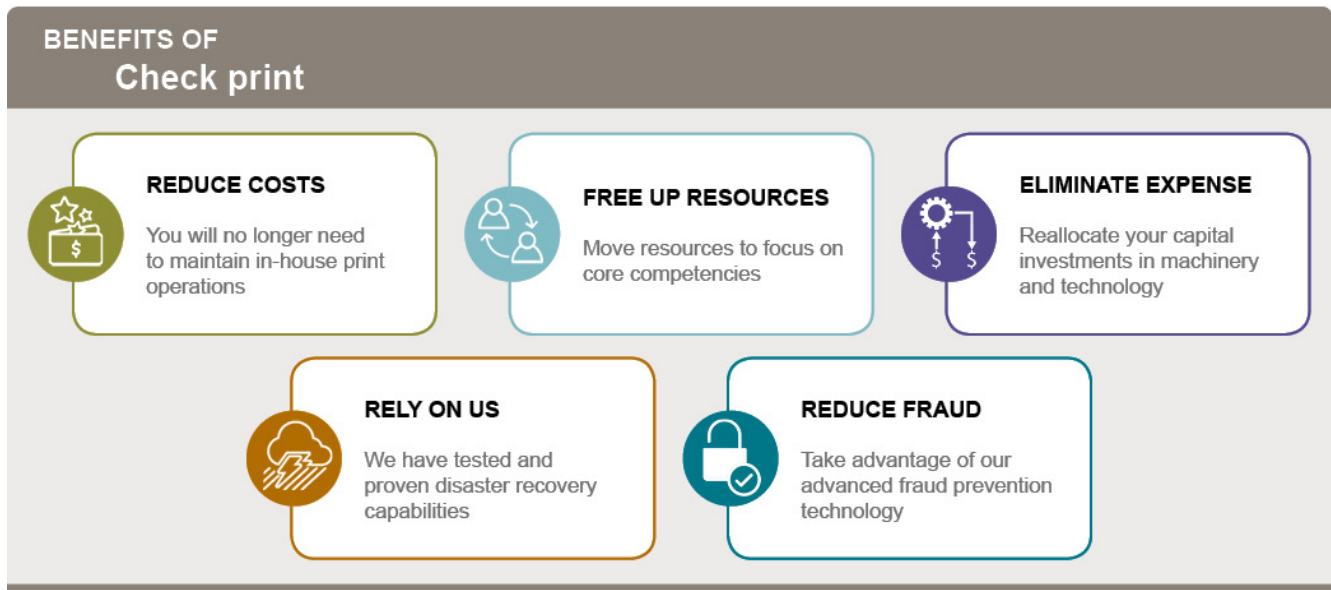 BENEFITS OF
Check print
REDUCE COSTS
You will no longer need
to maintain in-house print
operations
FREE UP RESOURCES
Move resources to focus on
core competencies
ELIMINATE EXPENSE
Reallocate your capital
investments in machinery
and technology
$
$ $
RELY ON US
We have tested and
proven disaster recovery
capabilities
REDUCE FRAUD
Take advantage of our
advanced fraud prevention
technology